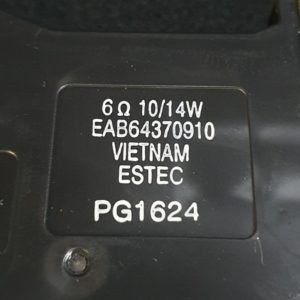 6 Ω 10/14W
EAB64370910
VIETNAM
ESTEC
PG1624